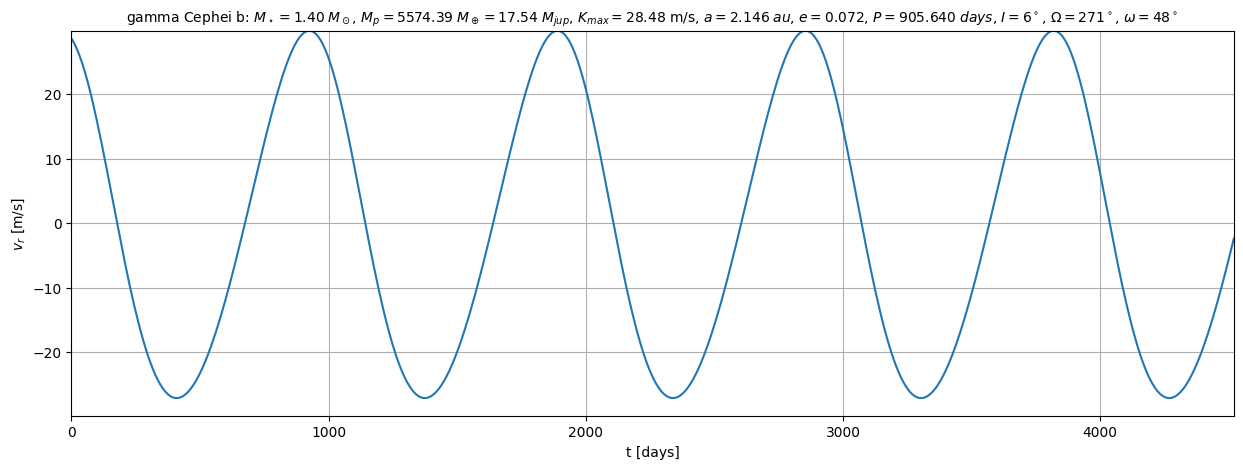 gamma Cephei b: M⋆ = 1.40 M⊙, Mp = 5574.39 M⊕ = 17.54 Mjup, Kmax = 28.48 m/s, a = 2.146 au, e = 0.072, P = 905.640 days, I = 6°, Ω = 271°, ω = 48°
20
10
0
−10
−20
vr [m/s]
0 1000 2000 3000 4000
t [days]